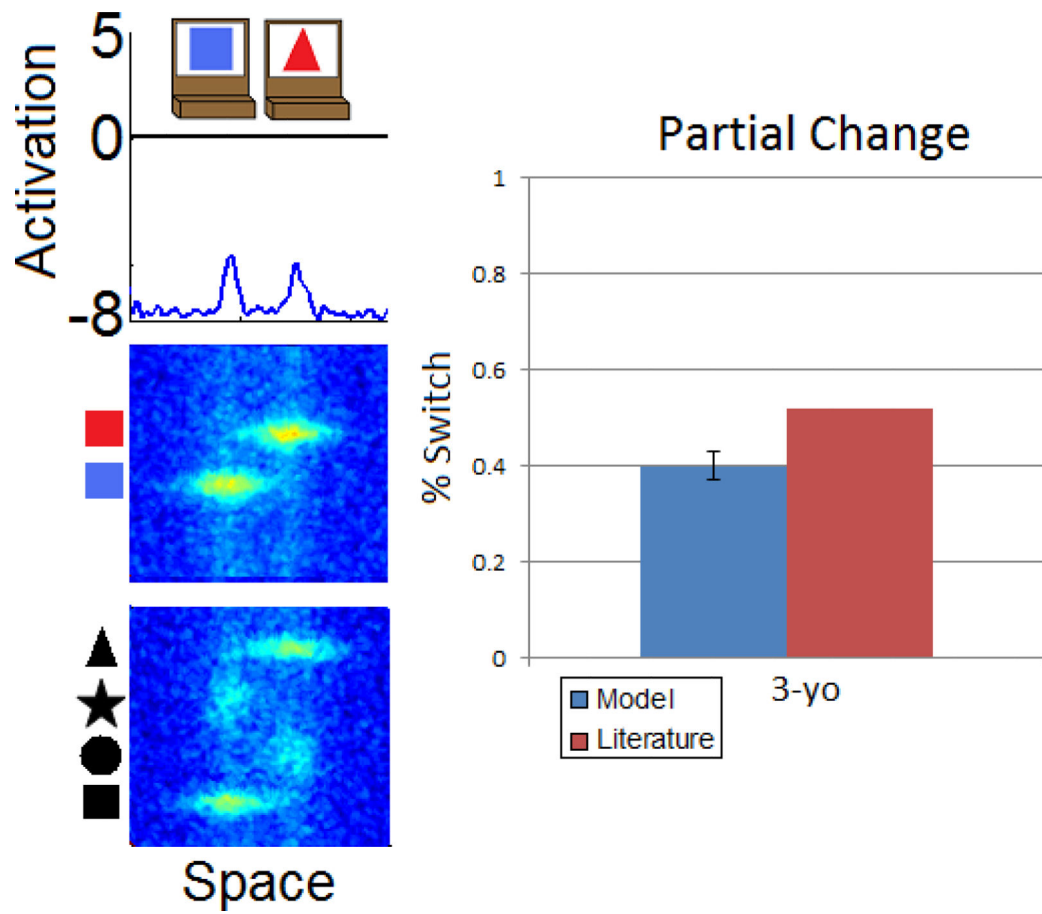 Activation
5
0
-8
Space
Partial Change
% Switch
1
0.8
0.6
0.4
0.2
0
3-yo
Model
Literature